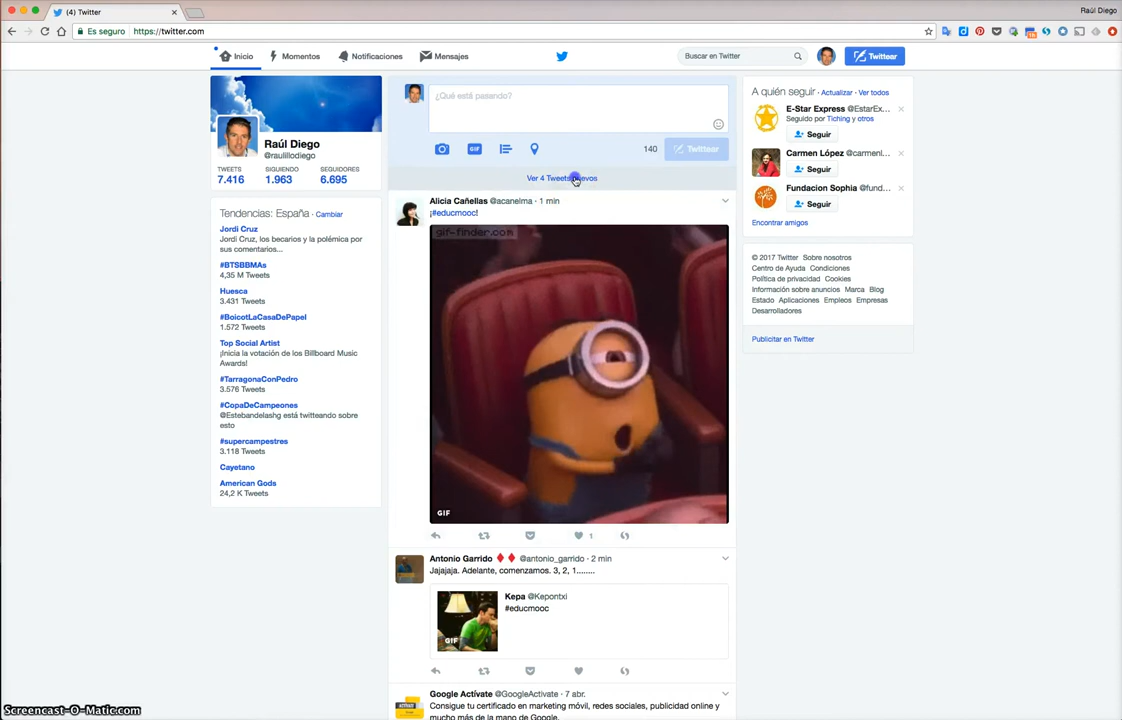 (4) Twitter
Raúl Diego
Es seguro
https://twitter.com
Inicio
Momentos
Notificaciones
Mensajes
Buscar en Twitter
Twittear
Raúl Diego
@raulillodiego
TWEETS SIGUIENDO SEGUIDORES
7.416 1.963 6.695
Tendencias: España · Cambiar
Jordi Cruz
Jordi Cruz, los becarios y la polémica por
sus comentarios...
#BTSBBMAs
4,35 M Tweets
Huesca
3.431 Tweets
#BoicotLaCasaDePapel
1.572 Tweets
Top Social Artist
¡Inicia la votación de los Billboard Music
Awards!
#TarragonaConPedro
3.576 Tweets
#CopaDeCampeones
@Estebandelashg está twitteando sobre
esto
#supercampestres
3.118 Tweets
Cayetano
American Gods
24,2 K Tweets
¿Qué está pasando?
GIF
140
Twittear
Ver 4 Tweets
Alicia Cañellas @acanelma · 1 min
¡#educmooc!
gif-finder.com
GIF
1
Antonio Garrido @antonio_garrido · 2 min
Jajajaja. Adelante, comenzamos. 3, 2, 1........
Kepa @Kepontxi
#educmooc
GIF
Google Actívate @GoogleActivate · 7 abr.
Consigue tu certificado en marketing móvil, redes sociales, publicidad online y
mucho más de la mano de Google.
A quién seguir · Actualizar · Ver todos
E-Star Express @EstarEx...
Seguido por Tiching y otros
Seguir
Carmen López @carmenl...
Seguir
Fundacion Sophia @fund...
Seguir
Encontrar amigos
© 2017 Twitter Sobre nosotros
Centro de Ayuda Condiciones
Política de privacidad Cookies
Información sobre anuncios Marca Blog
Estado Aplicaciones Empleos Empresas
Desarrolladores
Publicitar en Twitter
Screencast-O-Matic.com